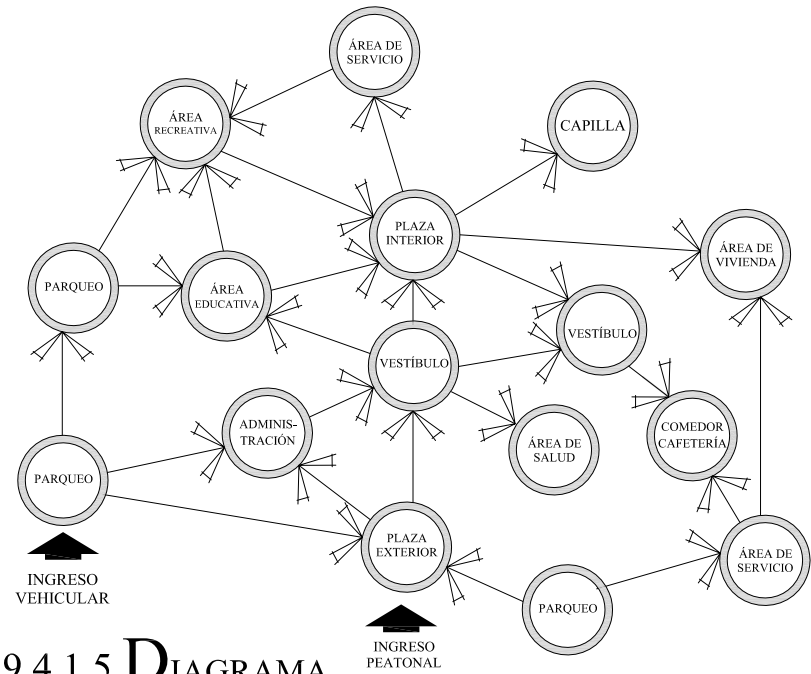 ÁREA DE
SERVICIO
ÁREA
RECREATIVA
CAPILLA
PLAZA
INTERIOR
ÁREA DE
VIVIENDA
PARQUEO
ÁREA
EDUCATIVA
VESTÍBULO
VESTÍBULO
ADMINIS-
TRACIÓN
COMEDOR
CAFETERÍA
ÁREA DE
SALUD
PARQUEO
PLAZA
EXTERIOR
ÁREA DE
SERVICIO
PARQUEO
INGRESO
VEHICULAR
INGRESO
PEATONAL
9.4.1.5 DIAGRAMA